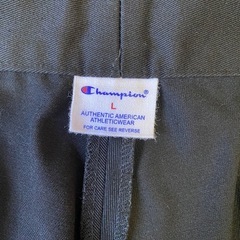 Champion
L
AUTHENTIC AMERICAN
ATHLETICWEAR
FOR CARE SEE REVERSE